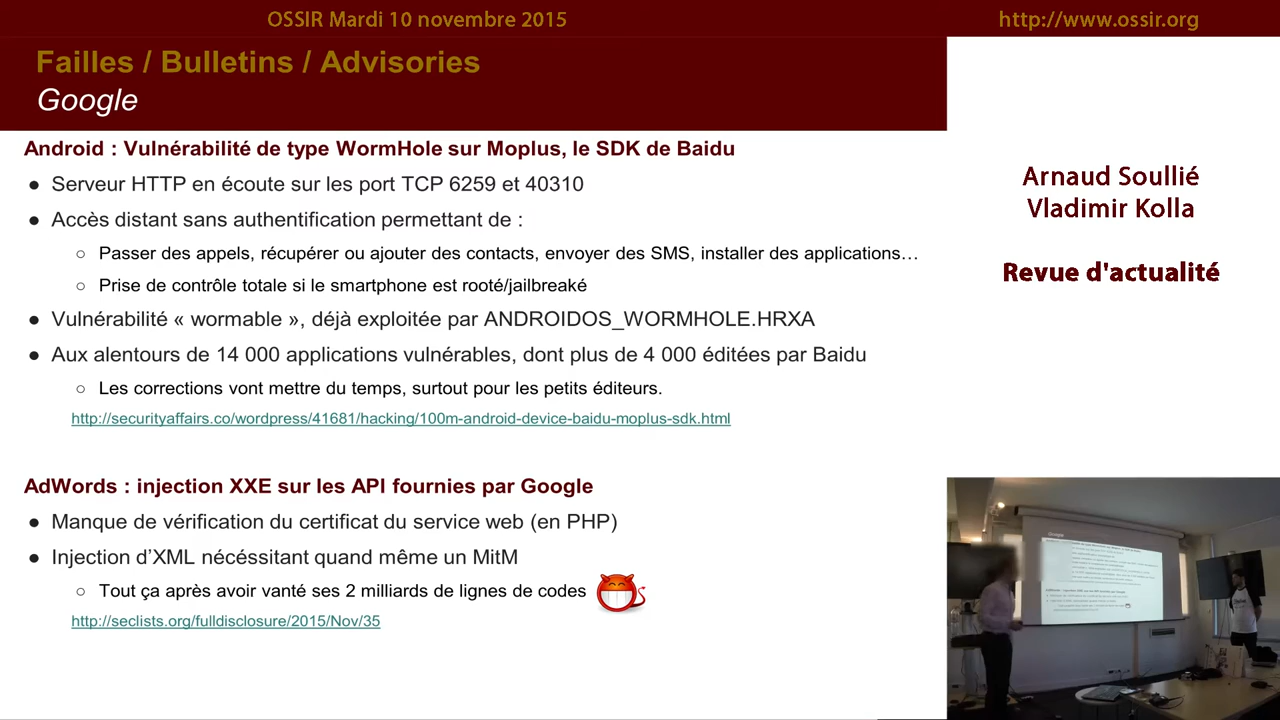 OSSIR Mardi 10 novembre 2015
http://www.ossir.org
Failles / Bulletins / Advisories
Google
Android : Vulnérabilité de type WormHole sur Moplus, le SDK de Baidu
● Serveur HTTP en écoute sur les port TCP 6259 et 40310
● Accès distant sans authentification permettant de :
○ Passer des appels, récupérer ou ajouter des contacts, envoyer des SMS, installer des applications…
○ Prise de contrôle totale si le smartphone est rooté/jailbreaké
● Vulnérabilité « wormable », déjà exploitée par ANDROIDOS_WORMHOLE.HRXA
● Aux alentours de 14 000 applications vulnérables, dont plus de 4 000 éditées par Baidu
○ Les corrections vont mettre du temps, surtout pour les petits éditeurs.
http://securityaffairs.co/wordpress/41681/hacking/100m-android-device-baidu-moplus-sdk.html
AdWords : injection XXE sur les API fournies par Google
● Manque de vérification du certificat du service web (en PHP)
● Injection d'XML nécéssitant quand même un MitM
○ Tout ça après avoir vanté ses 2 milliards de lignes de codes
http://seclists.org/fulldisclosure/2015/Nov/35
Arnaud Soullié
Vladimir Kolla
Revue d'actualité